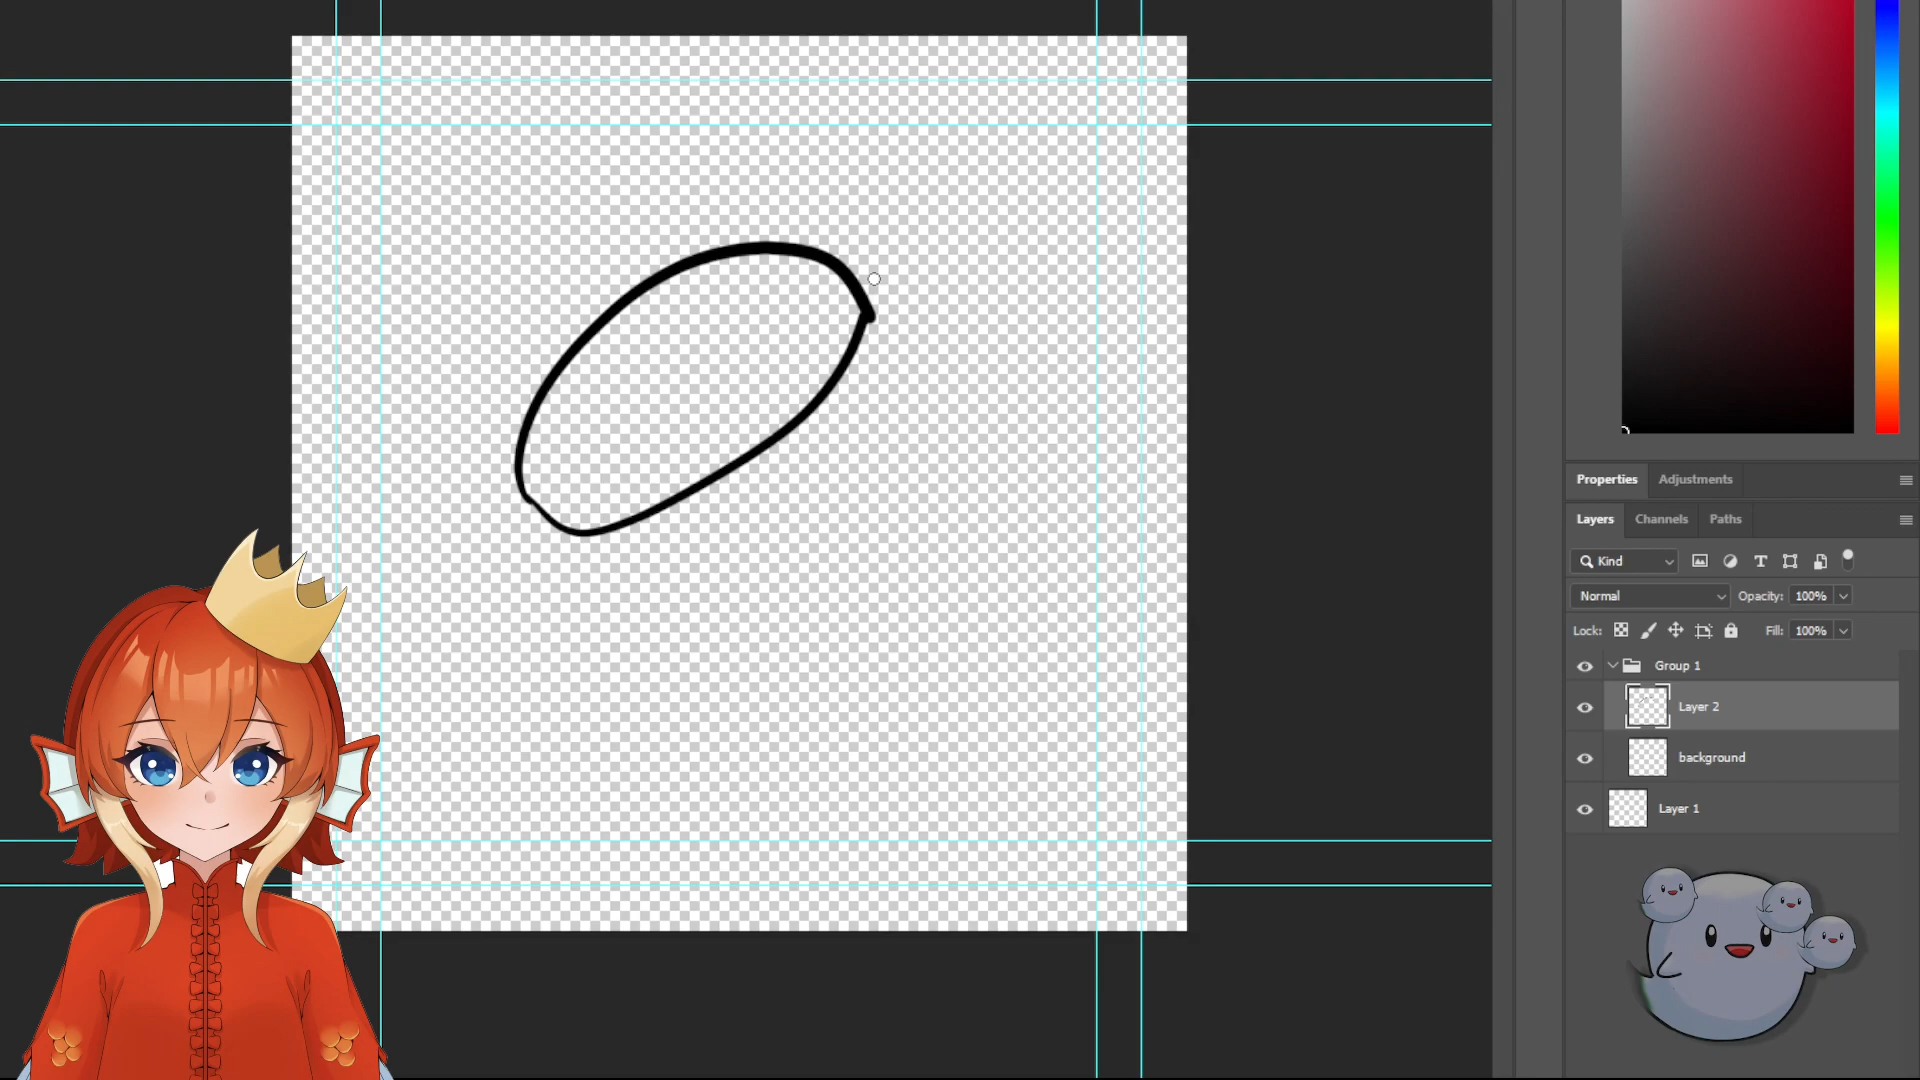 Properties Adjustments
Layers Channels Paths
Kind
Normal Opacity: 100%
Lock: Fill: 100%
Group 1
Layer 2
background
Layer 1